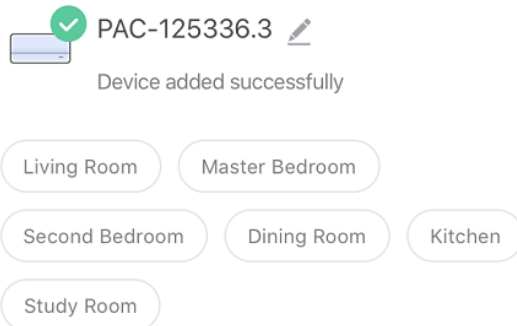 PAC-125336.3
Device added successfully
Living Room Master Bedroom
Second Bedroom Dining Room Kitchen
Study Room